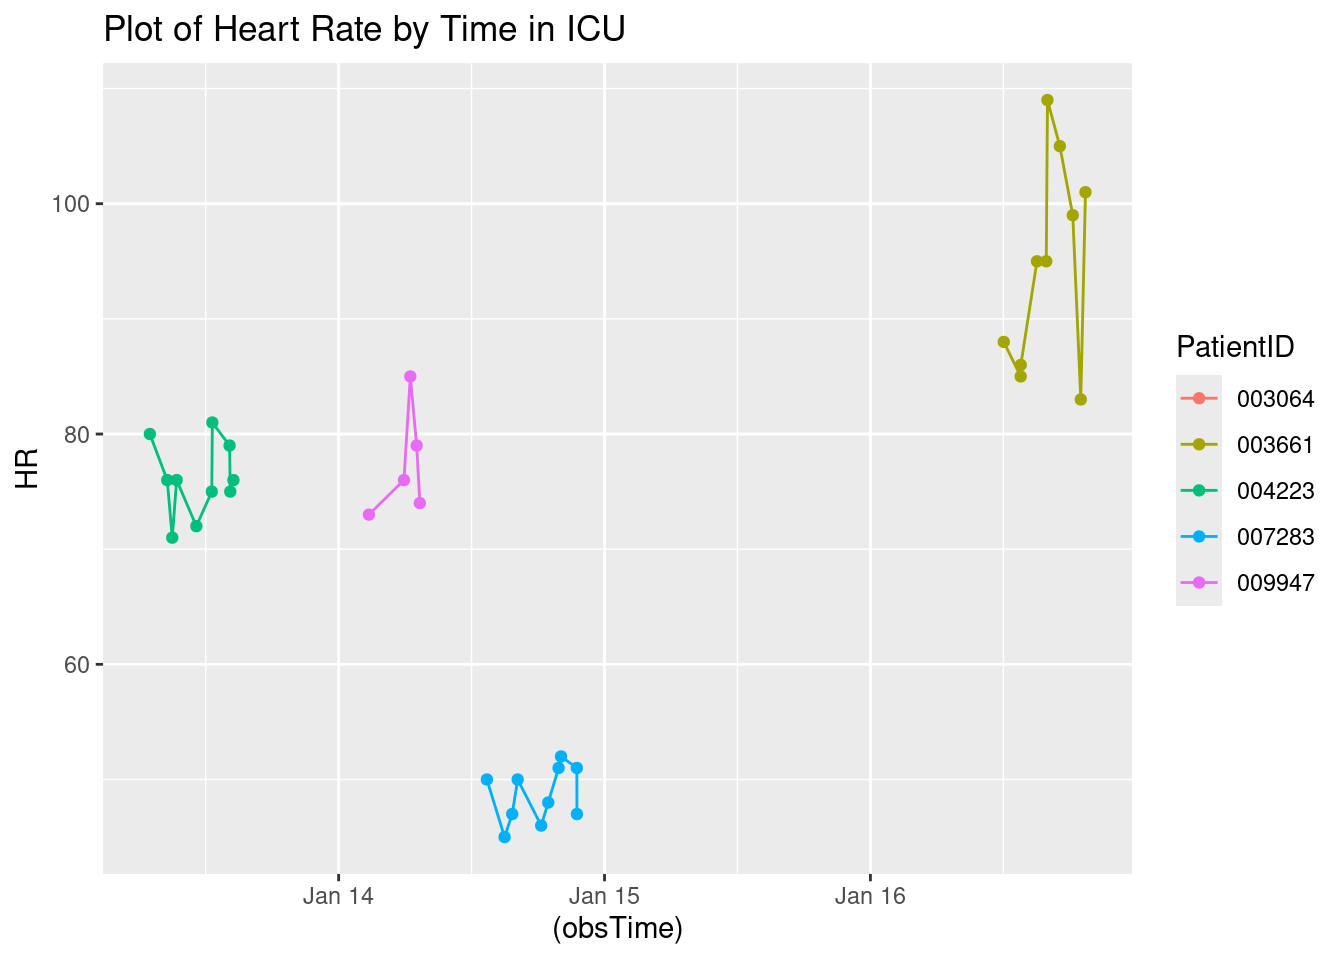 Plot of Heart Rate by Time in ICU
100
80
60
HR
Jan 14
Jan 15
Jan 16
(obsTime)
PatientID
003064
003661
004223
007283
009947